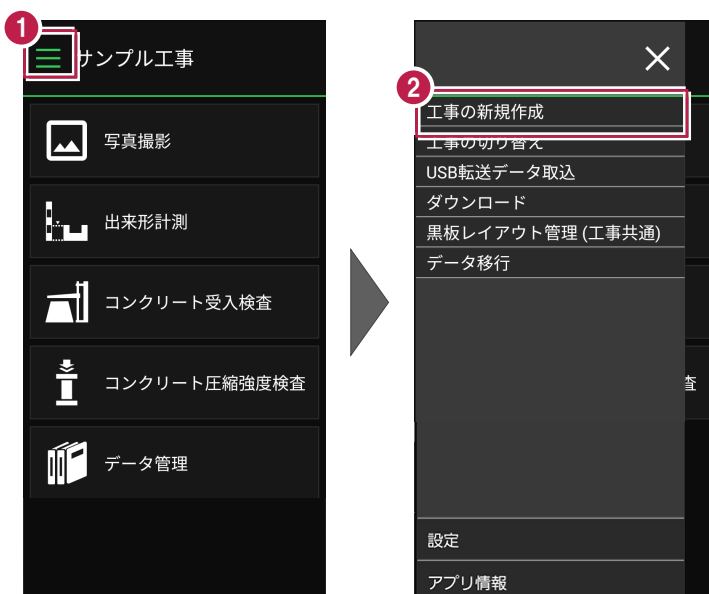 1
サンプル工事
写真撮影
出来形計測
コンクリート受入検査
コンクリート圧縮強度検査
データ管理
2
工事の新規作成
工事の切り替え
USB転送データ取込
ダウンロード
黒板レイアウト管理 (工事共通)
データ移行
査
設定
アプリ情報